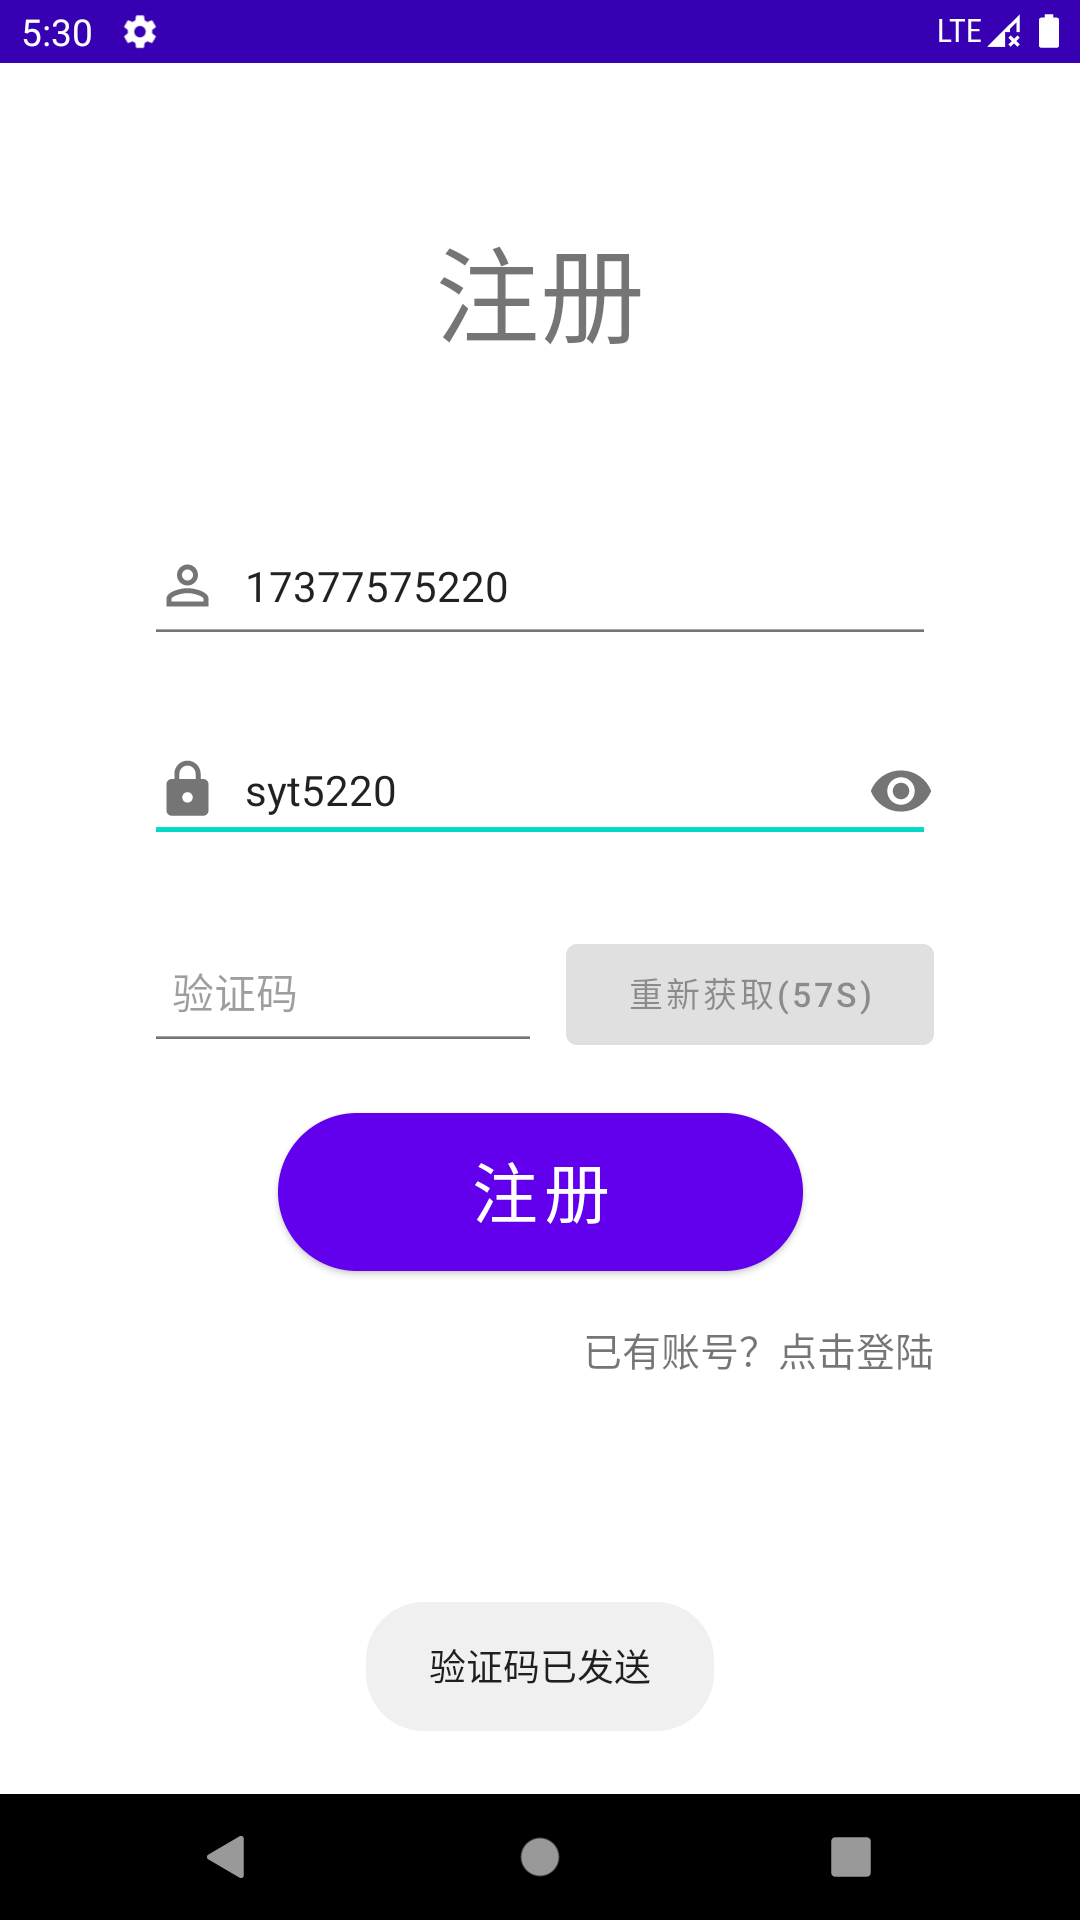 5:30 LTE
注册
17377575220
syt5220
验证码 重新获取(57S)
注册
已有账号？点击登陆
验证码已发送